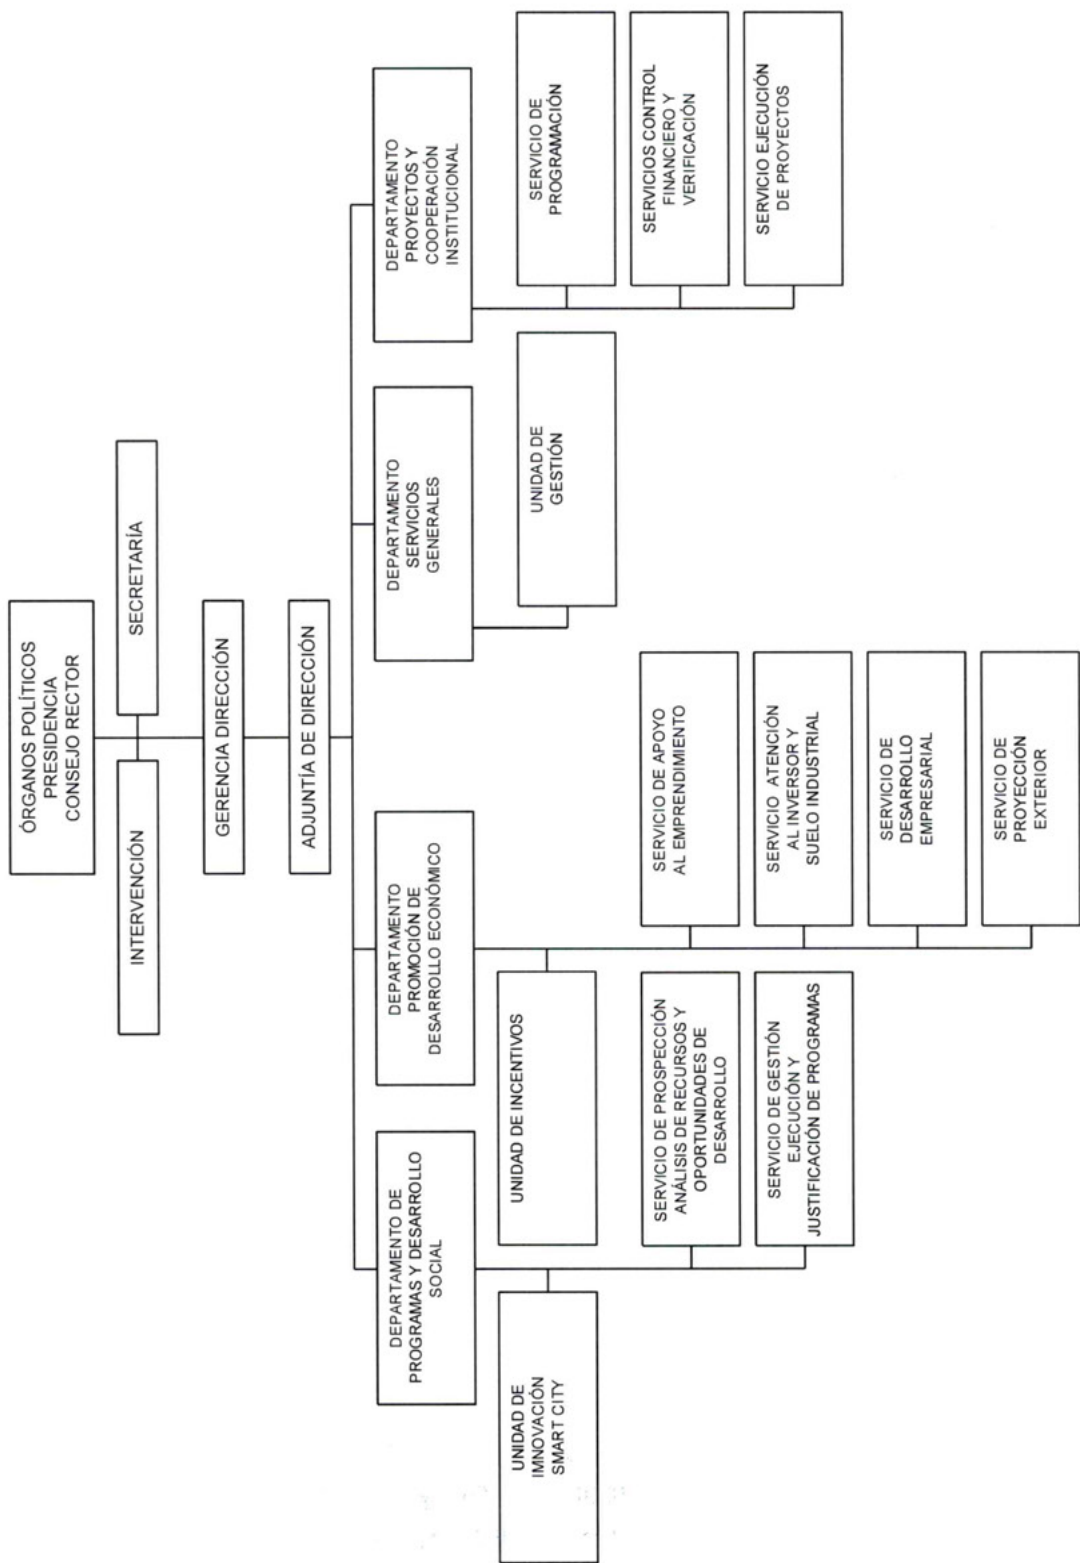 ÓRGANOS POLÍTICOS
PRESIDENCIA
CONSEJO RECTOR
INTERVENCIÓN
SECRETARÍA
GERENCIA DIRECCIÓN
ADJUNTÍA DE DIRECCIÓN
DEPARTAMENTO DE
PROGRAMAS Y DESARROLLO
SOCIAL
DEPARTAMENTO
PROMOCIÓN DE
DESARROLLO ECONÓMICO
DEPARTAMENTO
SERVICIOS
GENERALES
DEPARTAMENTO
PROYECTOS Y
COOPERACIÓN
INSTITUCIONAL
UNIDAD DE
IMNOVACIÓN
SMART CITY
UNIDAD DE INCENTIVOS
UNIDAD DE
GESTIÓN
SERVICIO DE
PROGRAMACIÓN
SERVICIO DE PROSPECCIÓN
ANÁLISIS DE RECURSOS Y
OPORTUNIDADES DE
DESARROLLO
SERVICIO DE APOYO
AL EMPRENDIMIENTO
SERVICIOS CONTROL
FINANCIERO Y
VERIFICACIÓN
SERVICIO DE GESTIÓN
EJECUCIÓN Y
JUSTIFICACIÓN DE PROGRAMAS
SERVICIO ATENCIÓN
AL INVERSOR Y
SUELO INDUSTRIAL
SERVICIO EJECUCIÓN
DE PROYECTOS
SERVICIO DE
DESARROLLO
EMPRESARIAL
SERVICIO DE
PROYECCIÓN
EXTERIOR